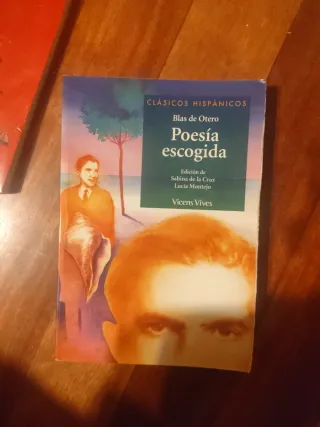 CLÁSICOS HISPÁNICOS
Blas de Otero
Poesía
escogida
Edición de
Sabina de la Cruz
Lucía Montejo
Vicens Vives